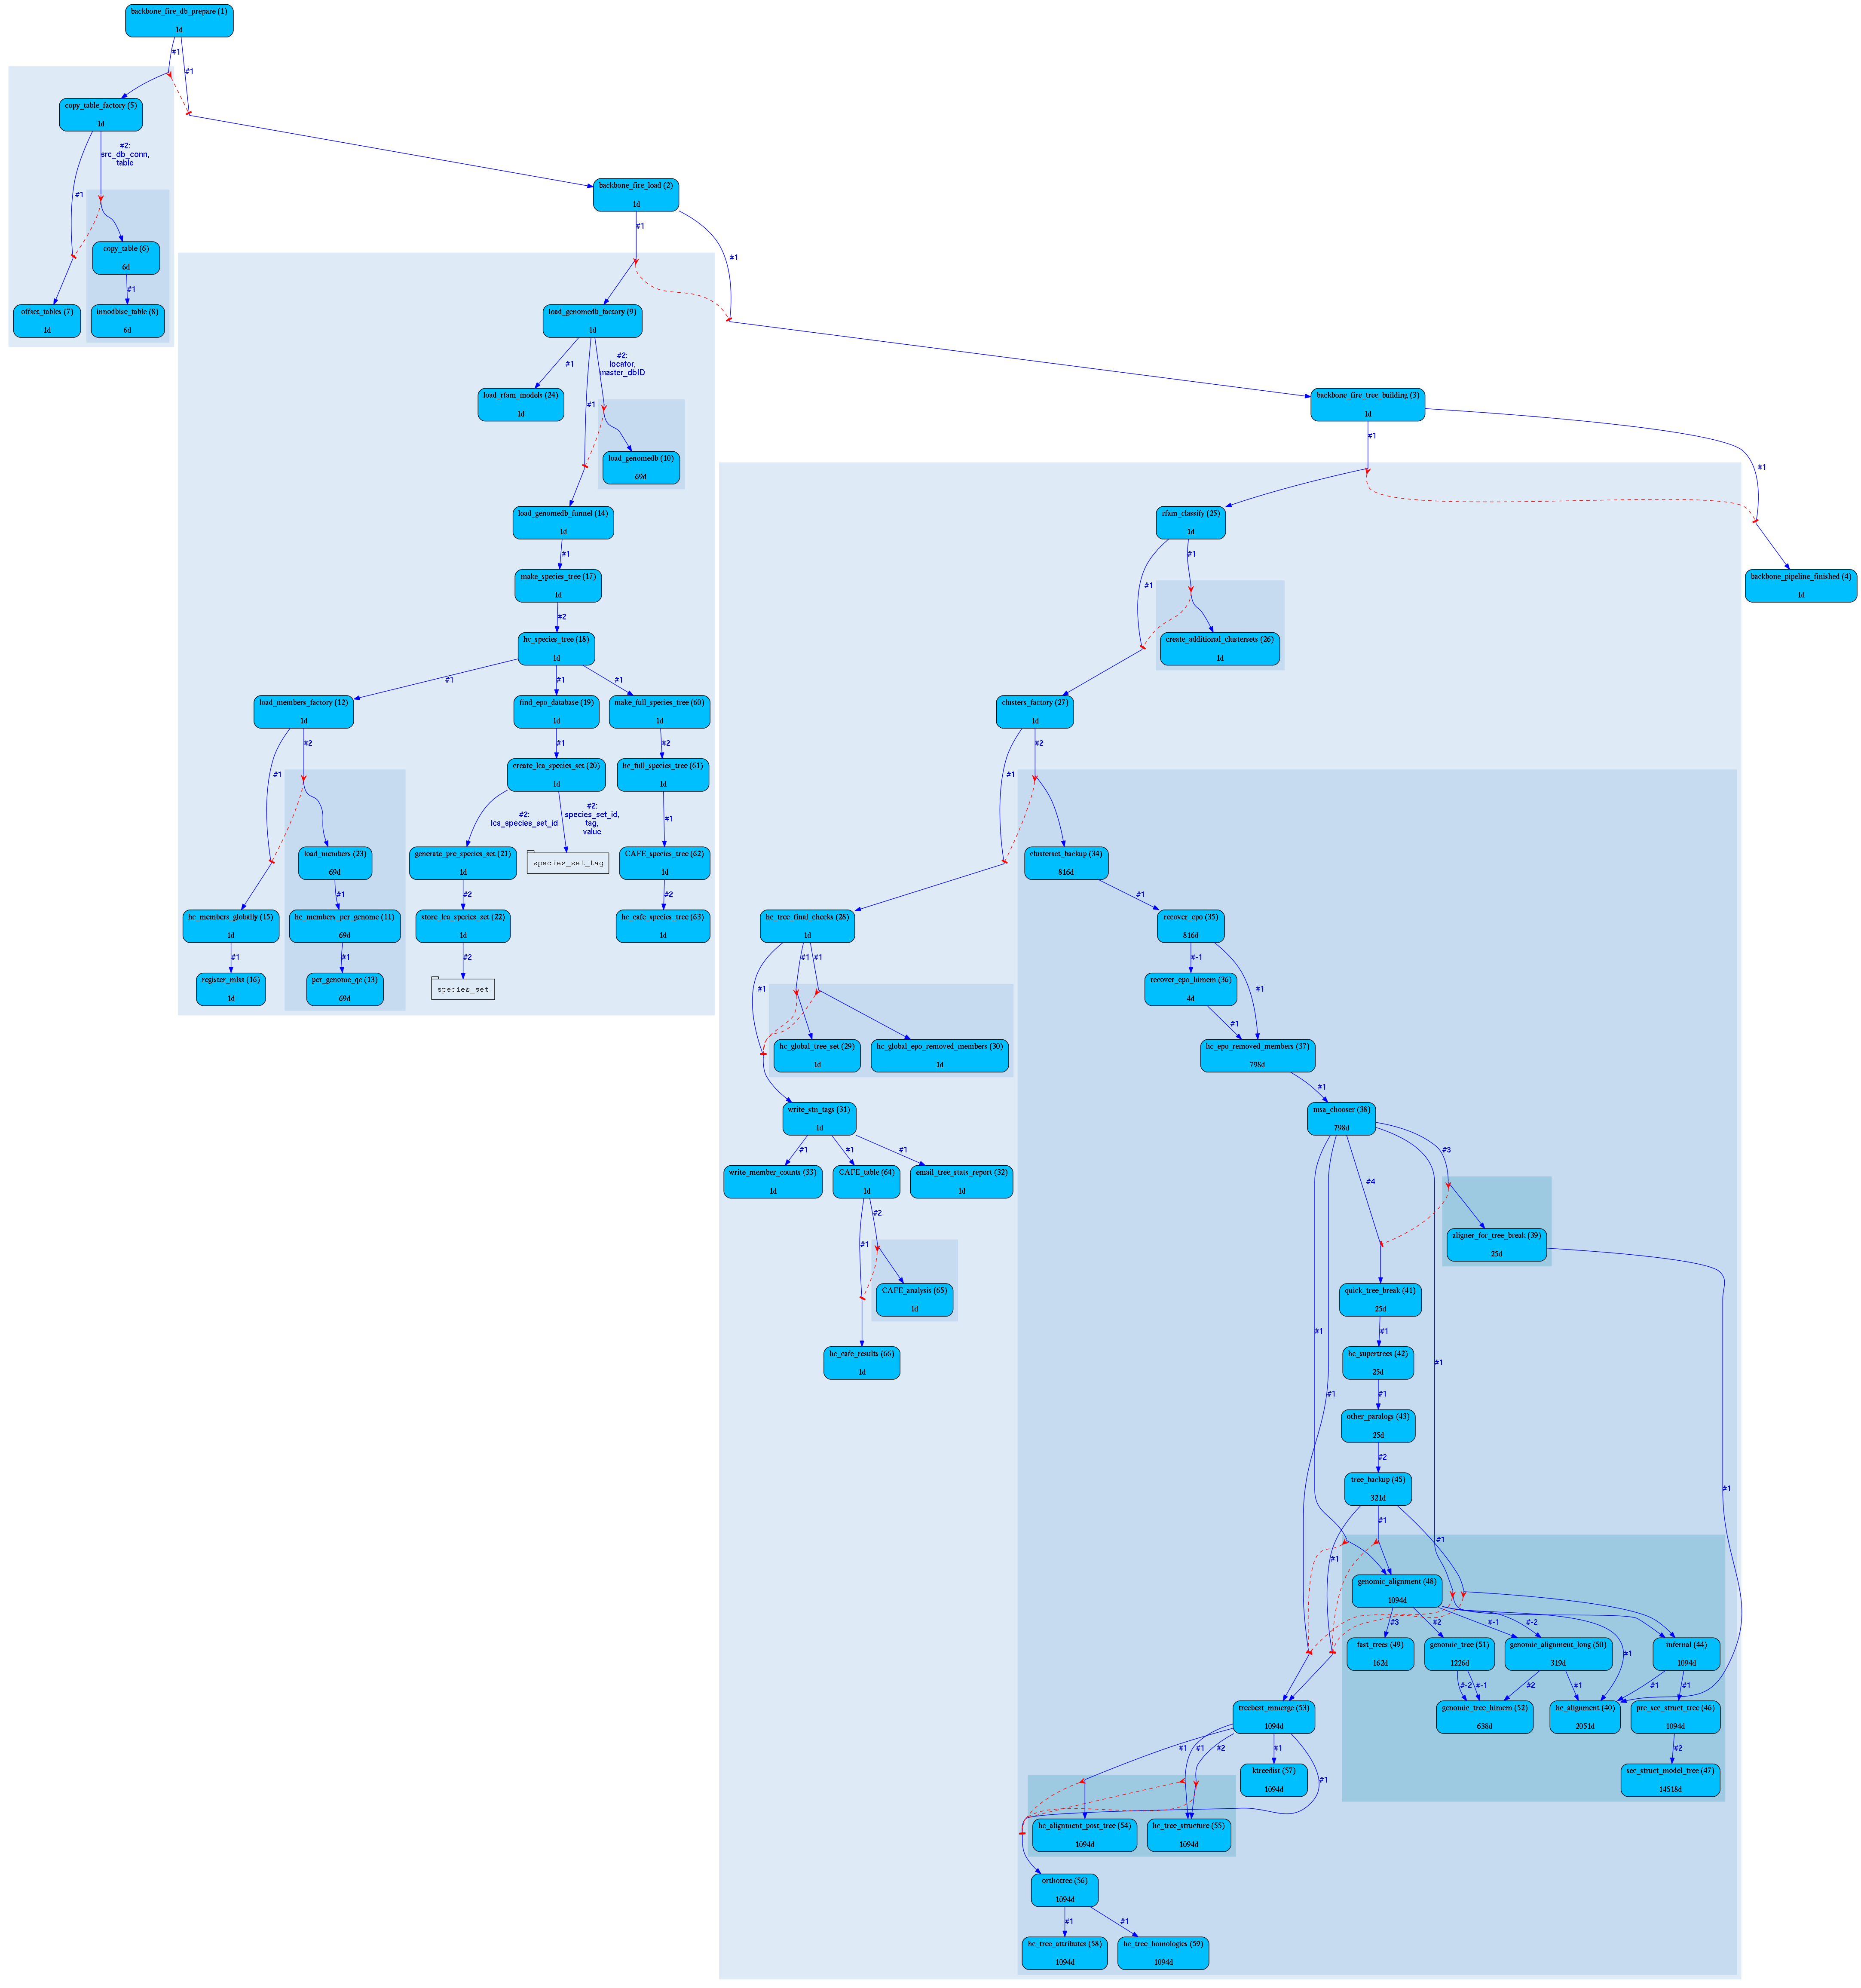 backbone_fire_db_prepare (1)
1d
#1
#1
copy_table_factory (5)
1d
#2:
src_db_conn,
table
#1
copy_table (6)
6d
#1
offset_tables (7)
1d
innodbise_table (8)
6d
backbone_fire_load (2)
1d
#1
#1
load_genomedb_factory (9)
1d
#1
#2:
locator,
master_dbID
#1
load_rfam_models (24)
1d
load_genomedb (10)
69d
load_genomedb_funnel (14)
1d
#1
make_species_tree (17)
1d
#2
hc_species_tree (18)
1d
#1
#1
#1
load_members_factory (12)
1d
find_epo_database (19)
1d
make_full_species_tree (60)
1d
#2
#1
#2
#1
create_lca_species_set (20)
1d
hc_full_species_tree (61)
1d
#2:
lca_species_set_id
#2:
species_set_id,
tag,
value
#1
load_members (23)
69d
generate_pre_species_set (21)
1d
species_set_tag
CAFE_species_tree (62)
1d
#1
#2
#2
hc_members_globally (15)
1d
hc_members_per_genome (11)
69d
store_lca_species_set (22)
1d
hc_cafe_species_tree (63)
1d
#1
#1
#2
register_mlss (16)
1d
per_genome_qc (13)
69d
species_set
backbone_fire_tree_building (3)
1d
#1
#1
rfam_classify (25)
1d
#1
#1
backbone_pipeline_finished (4)
1d
create_additional_clustersets (26)
1d
clusters_factory (27)
1d
#2
#1
clusterset_backup (34)
816d
#1
hc_tree_final_checks (28)
1d
recover_epo (35)
816d
#1
#1
#1
#-1
#1
recover_epo_himem (36)
4d
#1
hc_global_tree_set (29)
1d
hc_global_epo_removed_members (30)
1d
hc_epo_removed_members (37)
798d
#1
write_stn_tags (31)
1d
msa_chooser (38)
798d
#1
#1
#1
#3
#4
write_member_counts (33)
1d
CAFE_table (64)
1d
email_tree_stats_report (32)
1d
#2
#1
aligner_for_tree_break (39)
25d
CAFE_analysis (65)
1d
quick_tree_break (41)
25d
#1
#1
#1
hc_cafe_results (66)
1d
hc_supertrees (42)
25d
#1
#1
other_paralogs (43)
25d
#2
tree_backup (45)
321d
#1
#1
#1
#1
#1
genomic_alignment (48)
1094d
#3
#2
#-1
#-2
#1
fast_trees (49)
162d
genomic_tree (51)
1226d
genomic_alignment_long (50)
319d
infernal (44)
1094d
#-2
#-1
#2
#1
#1
#1
treebest_mmerge (53)
1094d
genomic_tree_himem (52)
638d
hc_alignment (40)
2051d
pre_sec_struct_tree (46)
1094d
#1
#1
#2
#1
#1
#2
ktreedist (57)
1094d
sec_struct_model_tree (47)
14518d
hc_alignment_post_tree (54)
1094d
hc_tree_structure (55)
1094d
orthotree (56)
1094d
#1
#1
hc_tree_attributes (58)
1094d
hc_tree_homologies (59)
1094d